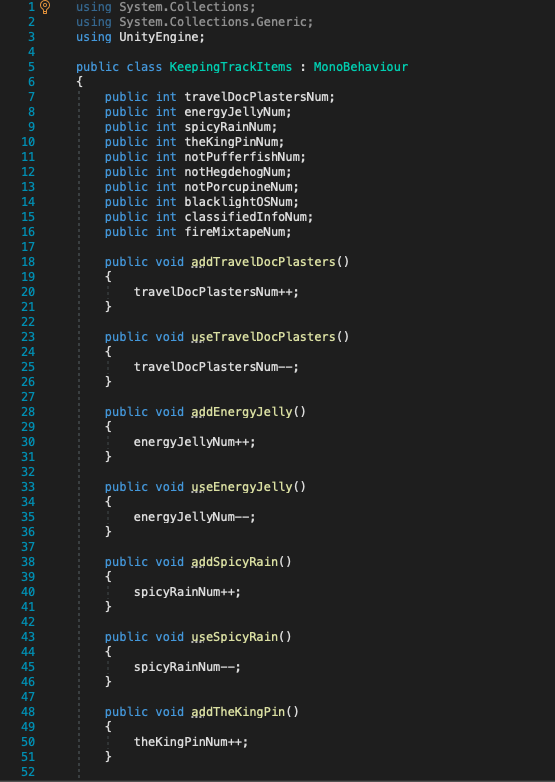 1 using System.Collections;
2 using System.Collections.Generic;
3 using UnityEngine;
4
5 public class KeepingTrackItems : MonoBehaviour
6 {
7 public int travelDocPlastersNum;
8 public int energyJellyNum;
9 public int spicyRainNum;
10 public int theKingPinNum;
11 public int notPufferfishNum;
12 public int notHegdehogNum;
13 public int notPorcupineNum;
14 public int blacklightOSNum;
15 public int classifiedInfoNum;
16 public int fireMixtapeNum;
17
18 public void addTravelDocPlasters()
19 {
20 travelDocPlastersNum++;
21 }
22
23 public void useTravelDocPlasters()
24 {
25 travelDocPlastersNum--;
26 }
27
28 public void addEnergyJelly()
29 {
30 energyJellyNum++;
31 }
32
33 public void useEnergyJelly()
34 {
35 energyJellyNum--;
36 }
37
38 public void addSpicyRain()
39 {
40 spicyRainNum++;
41 }
42
43 public void useSpicyRain()
44 {
45 spicyRainNum--;
46 }
47
48 public void addTheKingPin()
49 {
50 theKingPinNum++;
51 }
52